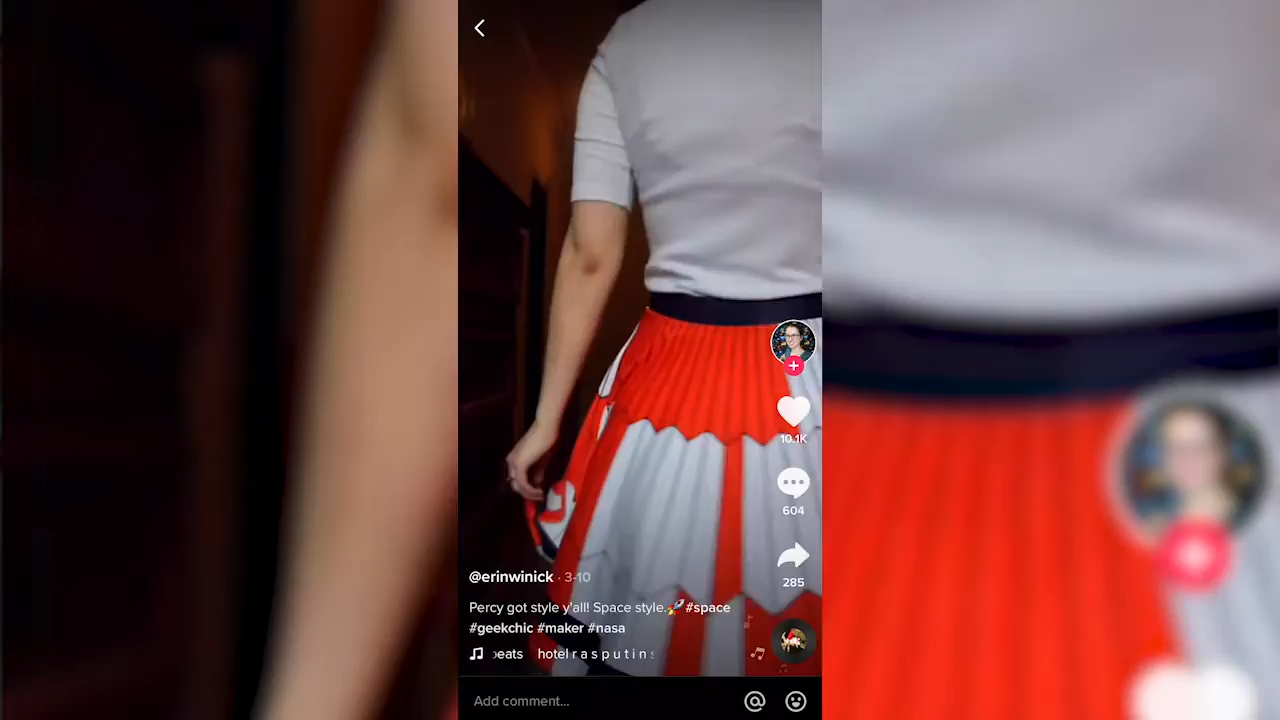 10.1K
604
285
@erinwinick · 3-10
Percy got style y'all! Space style.🚀 #space
#geekchic #maker #nasa
eats hotel r a s p u t i n
Add comment...